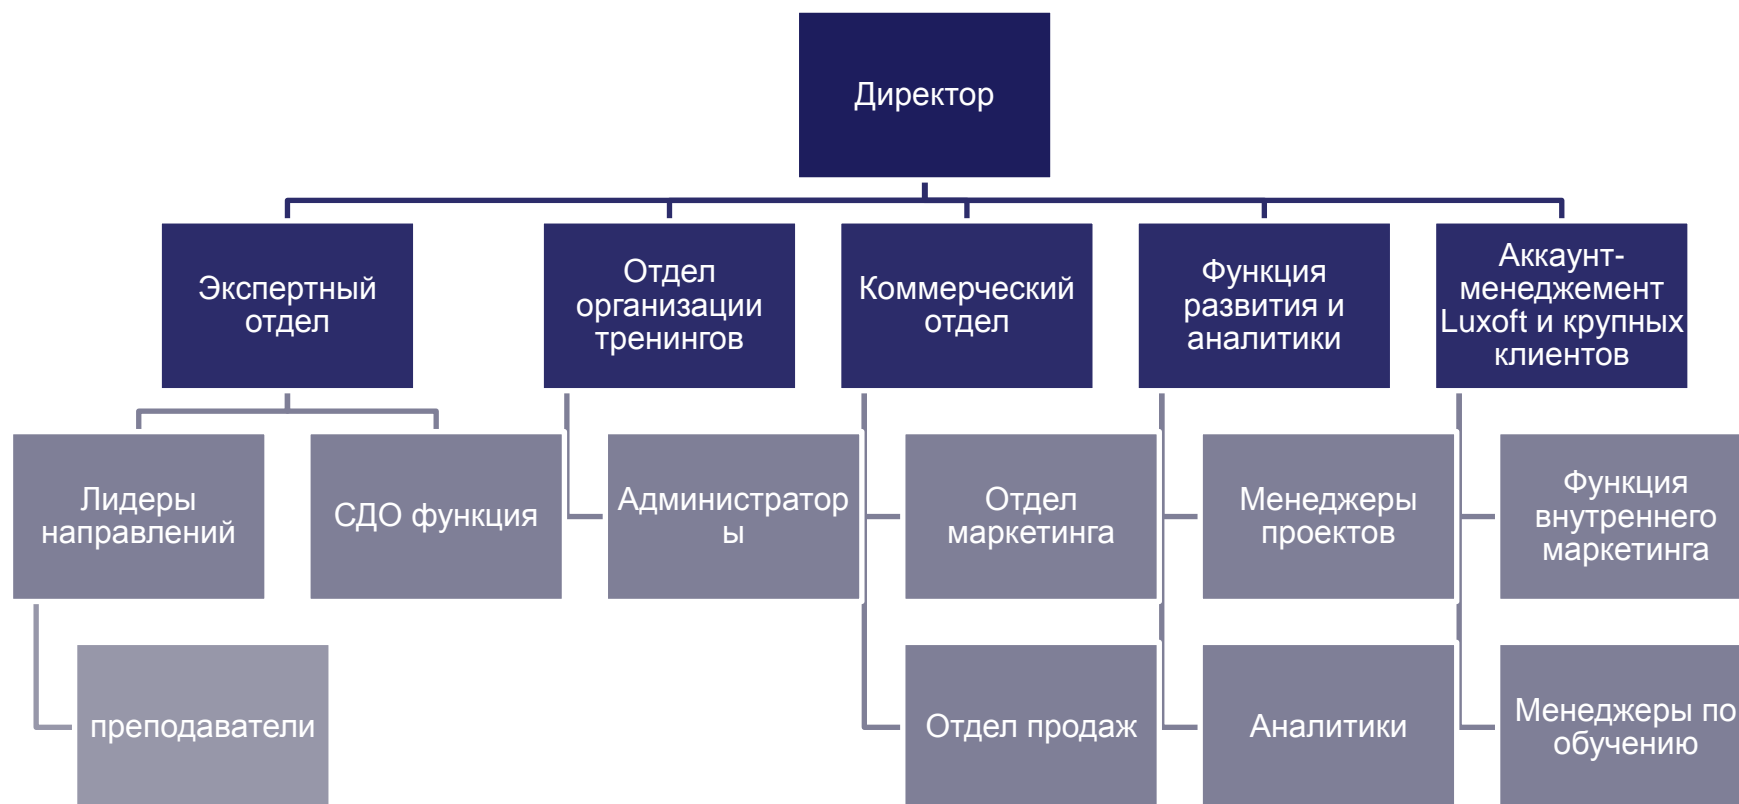 Директор
Экспертный
отдел
Отдел
организации
тренингов
Коммерческий
отдел
Функция
развития и
аналитики
Аккаунт-
менеджемент
Luxoft и крупных
клиентов
Лидеры
направлений
СДО функция
Администратор
ы
Отдел
маркетинга
Менеджеры
проектов
Функция
внутреннего
маркетинга
преподаватели
Отдел продаж
Аналитики
Менеджеры по
обучению